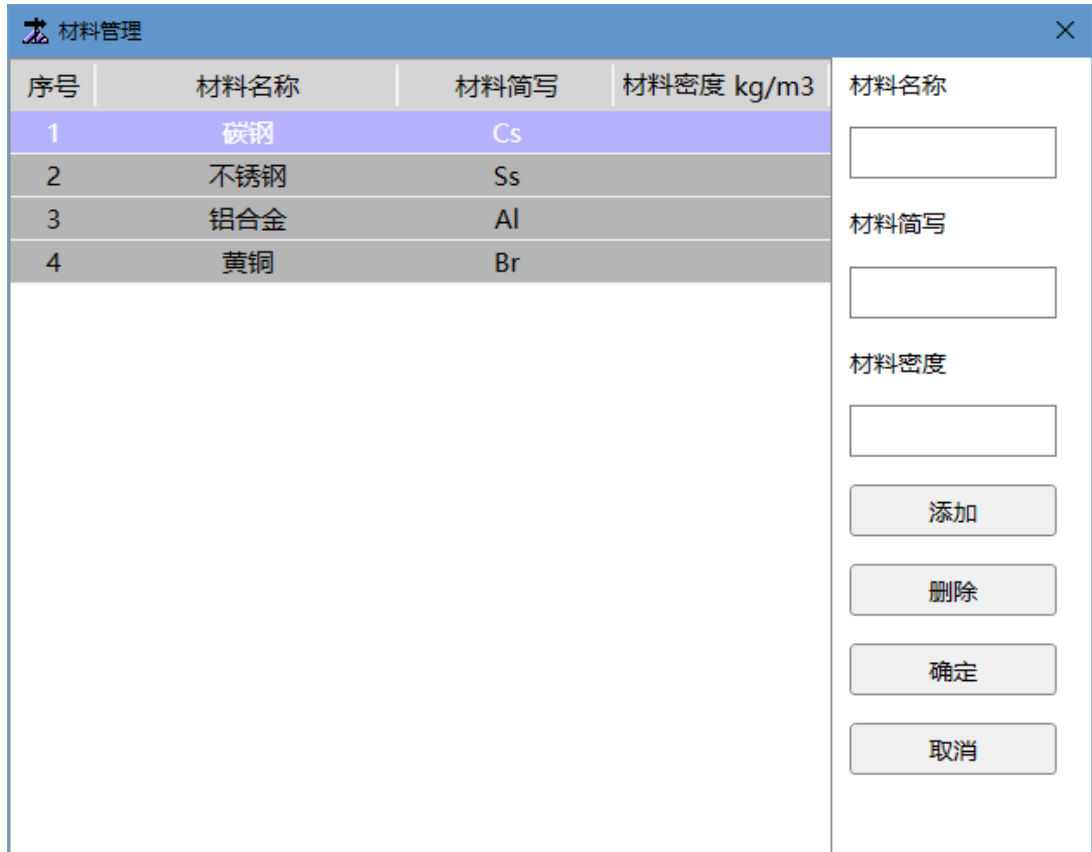 材料管理
序号 材料名称 材料简写 材料密度 kg/m3
1 碳钢 Cs
2 不锈钢 Ss
3 铝合金 Al
4 黄铜 Br
材料名称
材料简写
材料密度
添加
删除
确定
取消